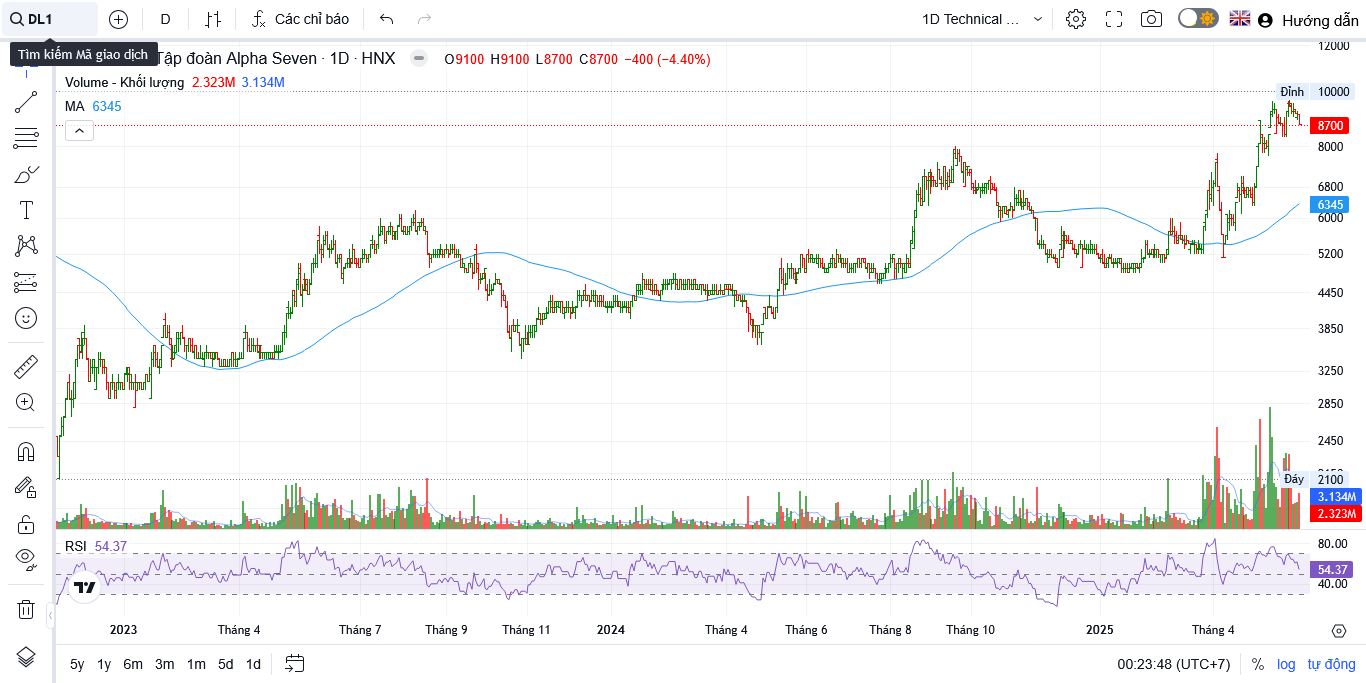 DL1 D Các chỉ báo 1D Technical ... Hướng dẫn
Tìm kiếm Mã giao dịch
Tập đoàn Alpha Seven · 1D · HNX O9100 H9100 L8700 C8700 −400 (−4.40%)
Volume - Khối lượng 2.323M 3.134M
MA 6345
12000
Đỉnh 10000
8700
8000
6800
6345
6000
5200
4450
3850
3250
2850
2450
2150
Đáy 2100
3.134M
2.323M
RSI 54.37
80.00
54.37
40.00
2023 Tháng 4 Tháng 7 Tháng 9 Tháng 11 2024 Tháng 4 Tháng 6 Tháng 8 Tháng 10 2025 Tháng 4
5y 1y 6m 3m 1m 5d 1d 00:23:48 (UTC+7) % log tự động